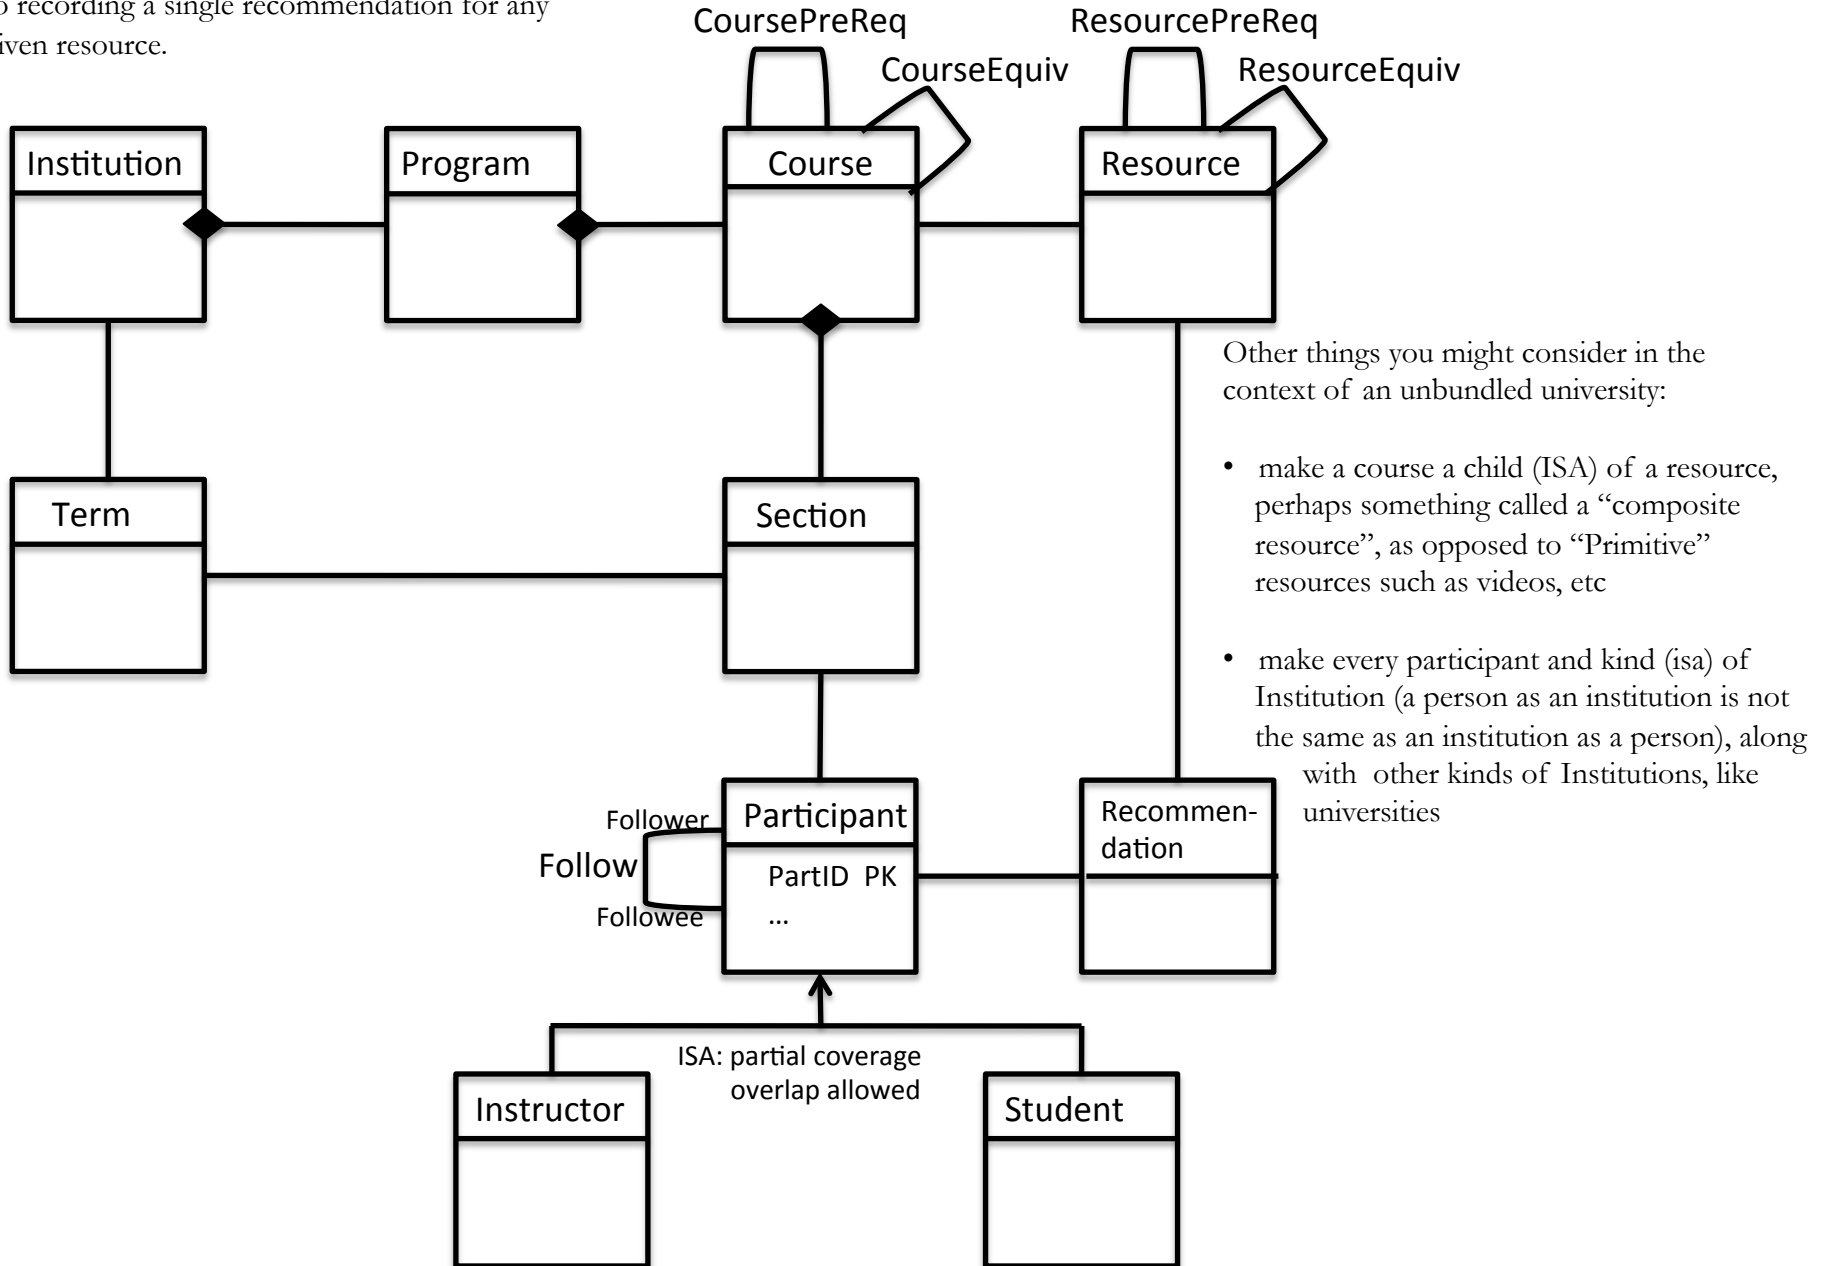 o recording a single recommendation for any
iven resource.
CoursePreReq
ResourcePreReq
CourseEquiv
ResourceEquiv
Institution
Program
Course
Resource
Other things you might consider in the
context of an unbundled university:
• make a course a child (ISA) of a resource,
perhaps something called a “composite
resource”, as opposed to “Primitive”
resources such as videos, etc
• make every participant and kind (isa) of
Institution (a person as an institution is not
the same as an institution as a person), along
with other kinds of Institutions, like
universities
Term
Section
Follower
Follow
Followee
Participant
PartID PK
...
Recommen-
dation
ISA: partial coverage
overlap allowed
Instructor
Student